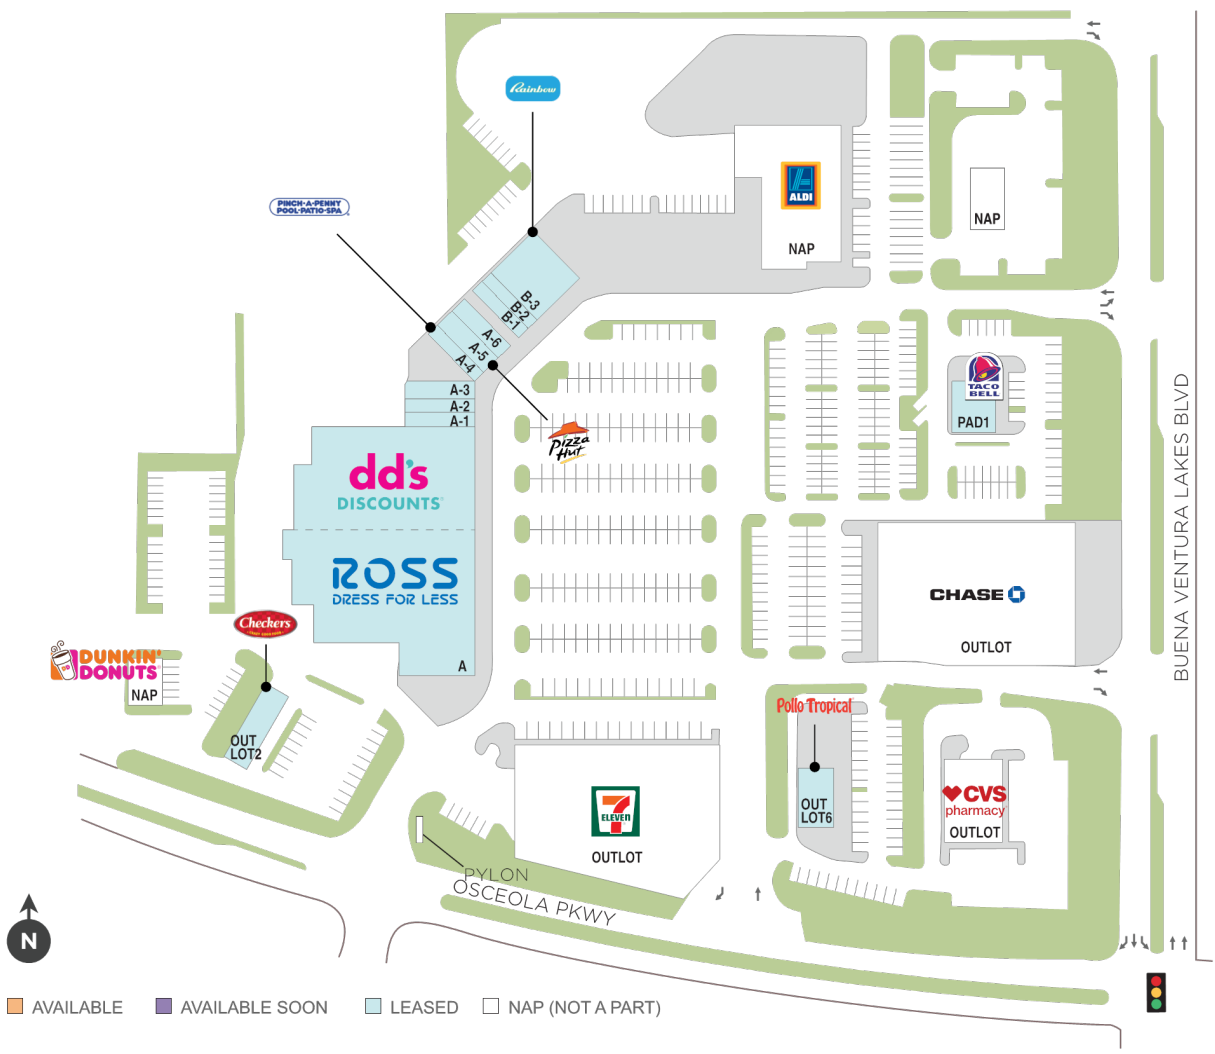 Rainbow
PINCH-A-PENNY
POOL·PATIO·SPA
ALDI
NAP
NAP
B-3
B-2
B-1
A-6
A-5
A-4
A-3
A-2
A-1
Pizza
Hut
TACO
BELL
PAD1
dd's
DISCOUNTS
ROSS
DRESS FOR LESS
A
BUENA VENTURA LAKES BLVD
CHASE
OUTLOT
Checkers
DUNKIN'
DONUTS
NAP
OUT
LOT2
Pollo Tropical
OUT
LOT6
CVS
pharmacy
OUTLOT
7
ELEVEN
OUTLOT
PYLON
OSCEOLA PKWY
N
AVAILABLE
AVAILABLE SOON
LEASED
NAP (NOT A PART)